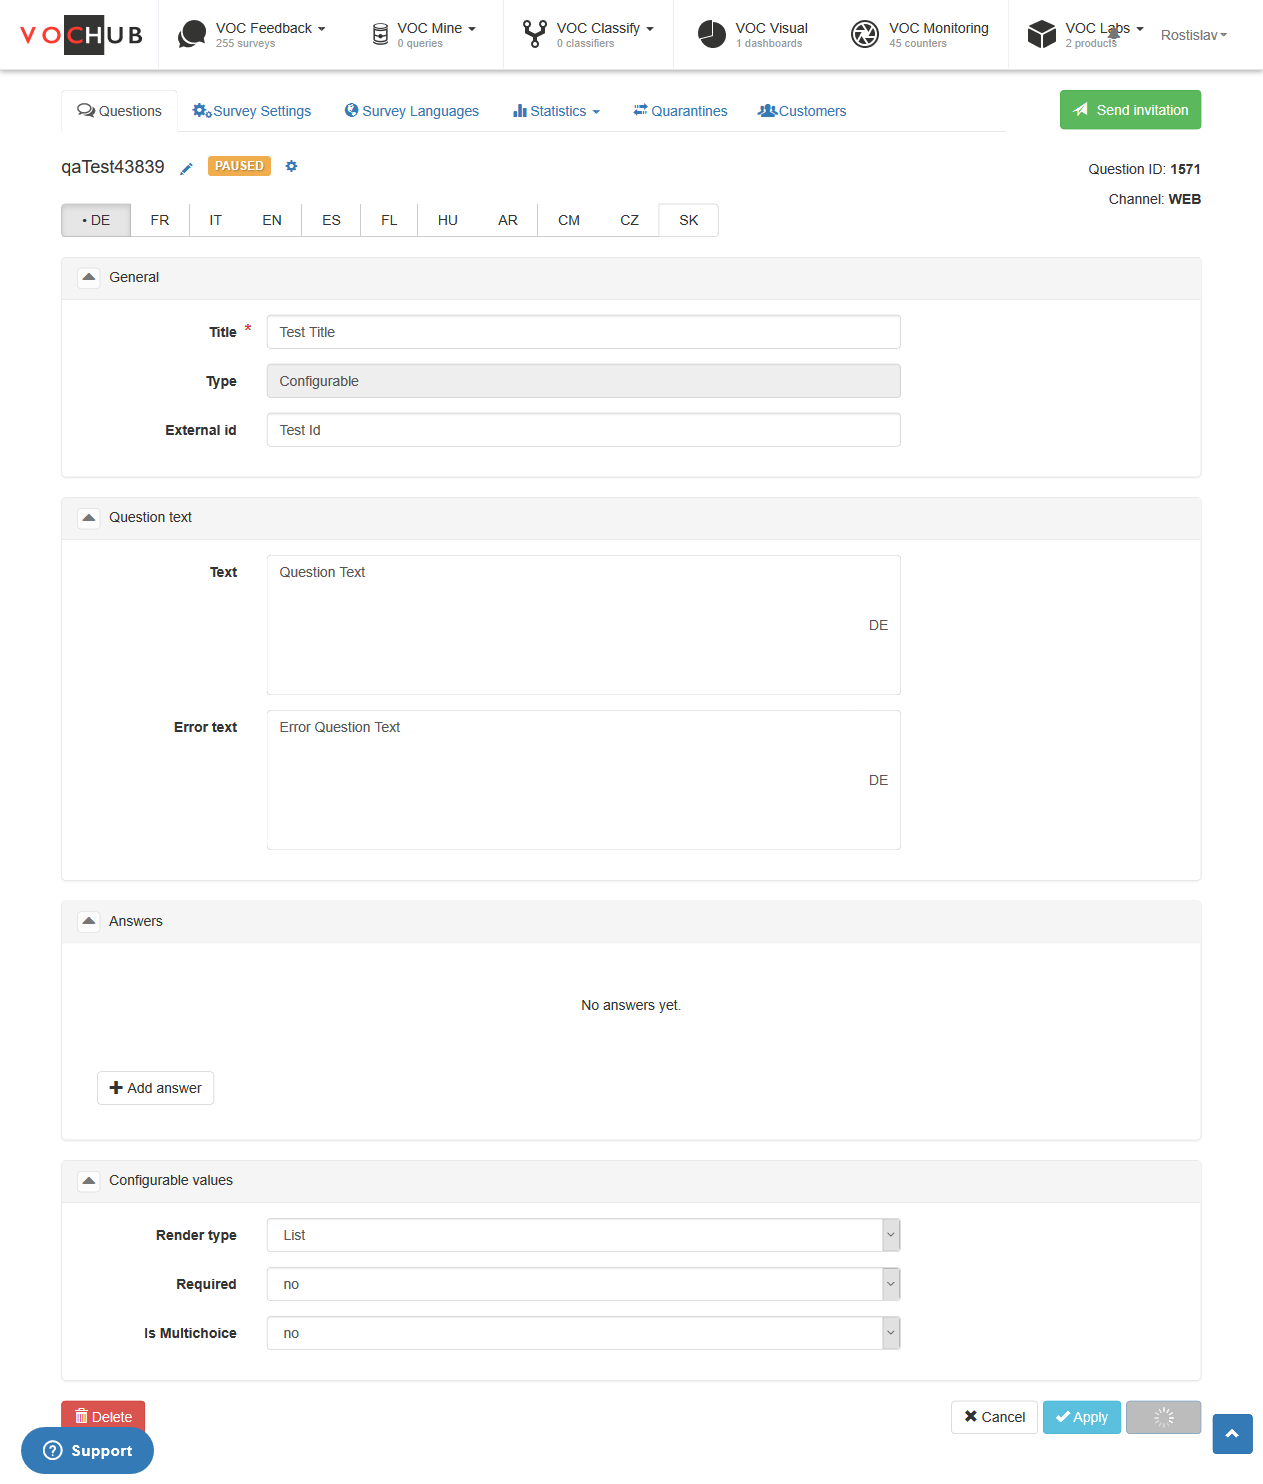 VOCHUB
VOC Feedback
255 surveys
VOC Mine
0 queries
VOC Classify
0 classifiers
VOC Visual
1 dashboards
VOC Monitoring
45 counters
VOC Labs
2 products
Rostislav
Questions
Survey Settings
Survey Languages
Statistics
Quarantines
Customers
Send invitation
qaTest43839
PAUSED
Question ID: 1571
Channel: WEB
• DE FR IT EN ES FL HU AR CM CZ SK
General
Title *
Test Title
Type
Configurable
External id
Test Id
Question text
Text
Question Text
DE
Error text
Error Question Text
DE
Answers
No answers yet.
Add answer
Configurable values
Render type
List
Required
no
Is Multichoice
no
Delete
Cancel
Apply
Support